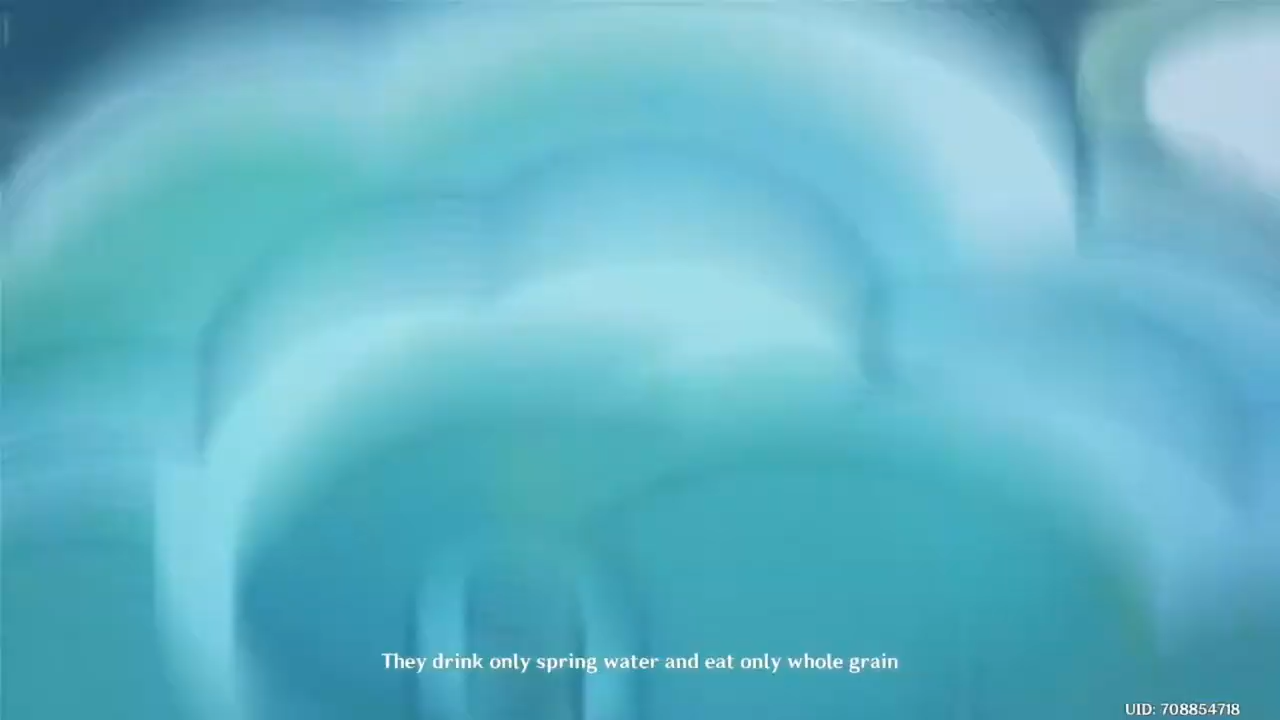 They drink only spring water and eat only whole grain
UID: 708854718